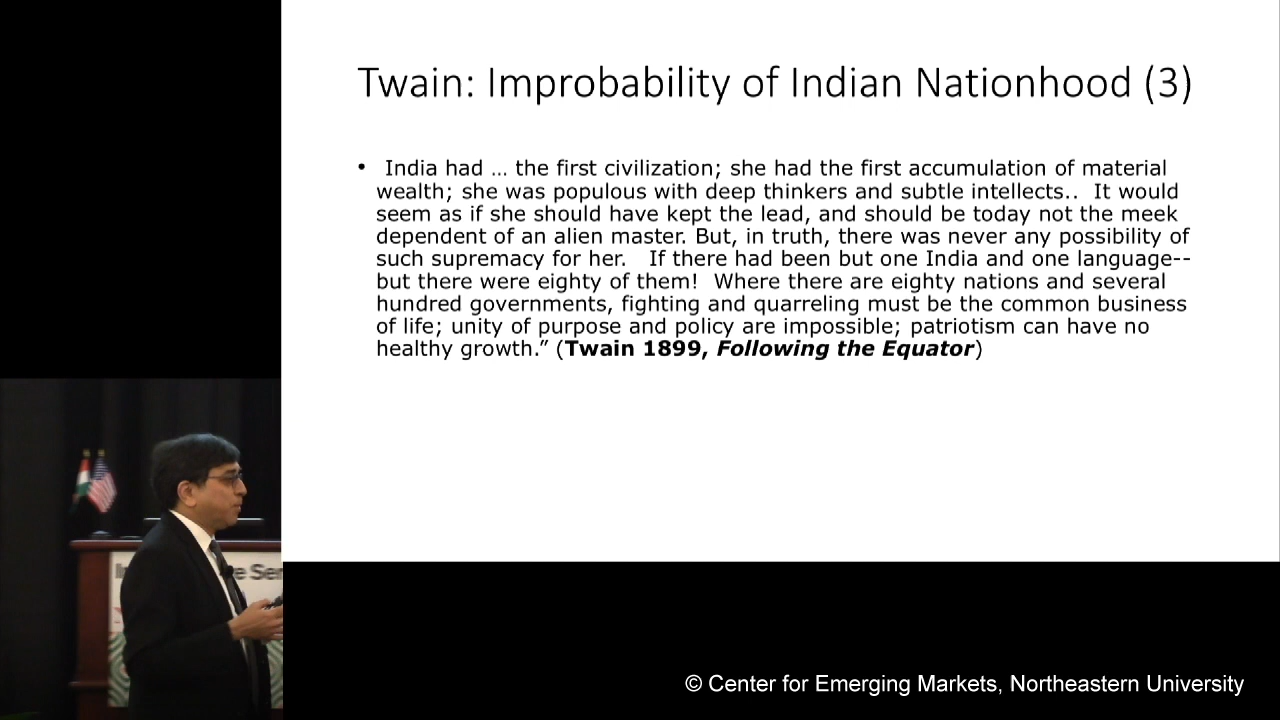 Twain: Improbability of Indian Nationhood (3)
• India had ... the first civilization; she had the first accumulation of material
wealth; she was populous with deep thinkers and subtle intellects.. It would
seem as if she should have kept the lead, and should be today not the meek
dependent of an alien master. But, in truth, there was never any possibility of
such supremacy for her. If there had been but one India and one language--
but there were eighty of them! Where there are eighty nations and several
hundred governments, fighting and quarreling must be the common business
of life; unity of purpose and policy are impossible; patriotism can have no
healthy growth.” (Twain 1899, Following the Equator)
© Center for Emerging Markets, Northeastern University